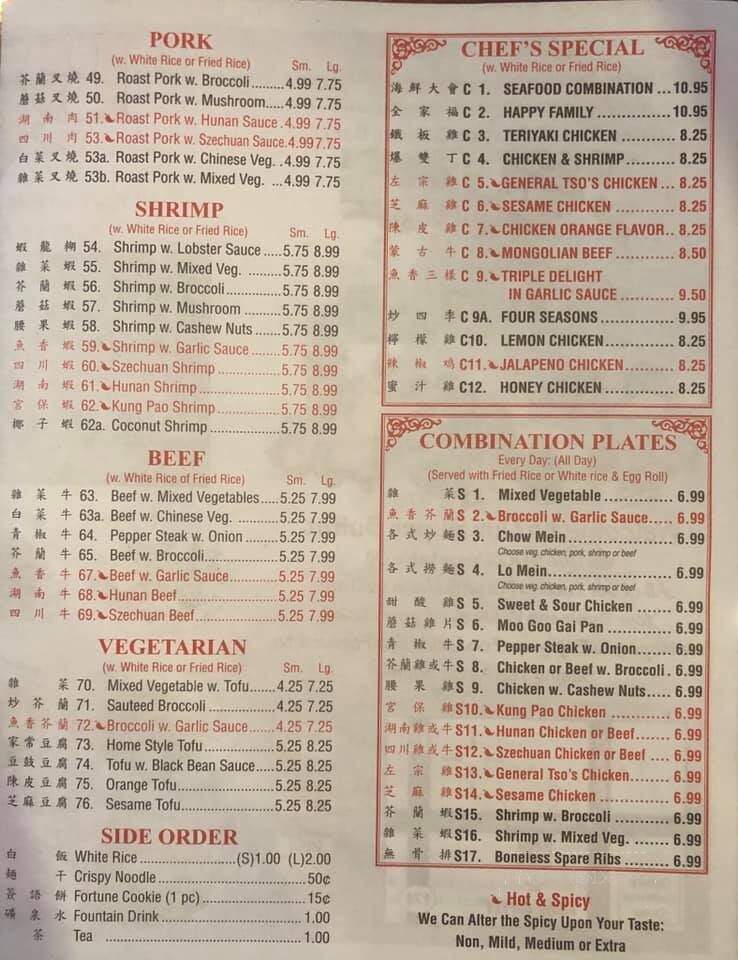 PORK
(w. White Rice or Fried Rice) Sm. Lg.
芥蘭叉燒 49. Roast Pork w. Broccoli.........4.99 7.75
蘑菇叉燒 50. Roast Pork w. Mushroom.....4.99 7.75
湖南肉 51. Roast Pork w. Hunan Sauce .4.99 7.75
四川肉 53. Roast Pork w. Szechuan Sauce.4.99 7.75
白菜叉燒 53a. Roast Pork w. Chinese Veg. ..4.99 7.75
雜菜叉燒 53b. Roast Pork w. Mixed Veg. ...4.99 7.75
SHRIMP
(w. White Rice or Fried Rice) Sm. Lg.
蝦龍糊 54. Shrimp w. Lobster Sauce .....5.75 8.99
雜菜蝦 55. Shrimp w. Mixed Veg. ..........5.75 8.99
芥蘭蝦 56. Shrimp w. Broccoli...............5.75 8.99
蘑菇蝦 57. Shrimp w. Mushroom ..........5.75 8.99
腰果蝦 58. Shrimp w. Cashew Nuts.......5.75 8.99
魚香蝦 59. Shrimp w. Garlic Sauce ........5.75 8.99
四川蝦 60. Szechuan Shrimp ................5.75 8.99
湖南蝦 61. Hunan Shrimp .....................5.75 8.99
宮保蝦 62. Kung Pao Shrimp ................5.75 8.99
椰子蝦 62a. Coconut Shrimp ..................5.75 8.99
BEEF
(w. White Rice of Fried Rice) Sm. Lg.
雜菜牛 63. Beef w. Mixed Vegetables.....5.25 7.99
白菜牛 63a. Beef w. Chinese Veg. ..........5.25 7.99
青椒牛 64. Pepper Steak w. Onion.........5.25 7.99
芥蘭牛 65. Beef w. Broccoli...................5.25 7.99
魚香牛 67. Beef w. Garlic Sauce............5.25 7.99
湖南牛 68. Hunan Beef.........................5.25 7.99
四川牛 69. Szechuan Beef.....................5.25 7.99
VEGETARIAN
(w. White Rice or Fried Rice) Sm. Lg.
雜菜 70. Mixed Vegetable w. Tofu.......4.25 7.25
炒芥蘭 71. Sauteed Broccoli..................4.25 7.25
魚香芥蘭 72. Broccoli w. Garlic Sauce.......4.25 7.25
家常豆腐 73. Home Style Tofu...................5.25 8.25
豆鼓豆腐 74. Tofu w. Black Bean Sauce.....5.25 8.25
陳皮豆腐 75. Orange Tofu.........................5.25 8.25
芝麻豆腐 76. Sesame Tofu........................5.25 8.25
SIDE ORDER
白飯 White Rice....................(S)1.00 (L)2.00
麵干 Crispy Noodle...................................50¢
簽語餅 Fortune Cookie (1 pc)........................15¢
礦泉水 Fountain Drink.................................1.00
茶 Tea ..............................................1.00
CHEF'S SPECIAL
(w. White Rice or Fried Rice)
海鮮大會 C 1. SEAFOOD COMBINATION ...10.95
全家福 C 2. HAPPY FAMILY .................10.95
鐵板雞 C 3. TERIYAKI CHICKEN ............. 8.25
爆雙丁 C 4. CHICKEN & SHRIMP........... 8.25
左宗雞 C 5. GENERAL TSO'S CHICKEN ... 8.25
芝麻雞 C 6. SESAME CHICKEN .............. 8.25
陳皮雞 C 7. CHICKEN ORANGE FLAVOR.. 8.25
蒙古牛 C 8. MONGOLIAN BEEF ............. 8.50
魚香三樣 C 9. TRIPLE DELIGHT
IN GARLIC SAUCE ............ 9.50
炒四季 C 9A. FOUR SEASONS ................ 9.95
檸檬雞 C10. LEMON CHICKEN............... 8.25
辣椒鸡 C11. JALAPENO CHICKEN........... 8.25
蜜汁雞 C12. HONEY CHICKEN ............... 8.25
COMBINATION PLATES
Every Day: (All Day)
(Served with Fried Rice or White rice & Egg Roll)
雜菜 S 1. Mixed Vegetable ................. 6.99
魚香芥蘭 S 2. Broccoli w. Garlic Sauce..... 6.99
各式炒麵 S 3. Chow Mein ....................... 6.99
Choose veg. chicken, pork, shrimp or beef
各式撈麵 S 4. Lo Mein............................. 6.99
Choose veg. chicken, pork, shrimp or beef
甜酸雞 S 5. Sweet & Sour Chicken ....... 6.99
蘑菇雞片 S 6. Moo Goo Gai Pan ............. 6.99
青椒牛 S 7. Pepper Steak w. Onion....... 6.99
芥蘭雞或牛 S 8. Chicken or Beef w. Broccoli . 6.99
腰果雞 S 9. Chicken w. Cashew Nuts..... 6.99
宮保雞 S10. Kung Pao Chicken ............. 6.99
湖南雞或牛 S11. Hunan Chicken or Beef...... 6.99
四川雞或牛 S12. Szechuan Chicken or Beef .... 6.99
左宗雞 S13. General Tso's Chicken....... 6.99
芝麻雞 S14. Sesame Chicken ............... 6.99
芥蘭蝦 S15. Shrimp w. Broccoli ............ 6.99
雜菜蝦 S16. Shrimp w. Mixed Veg. ....... 6.99
無骨排 S17. Boneless Spare Ribs .......... 6.99
Hot & Spicy
We Can Alter the Spicy Upon Your Taste:
Non, Mild, Medium or Extra